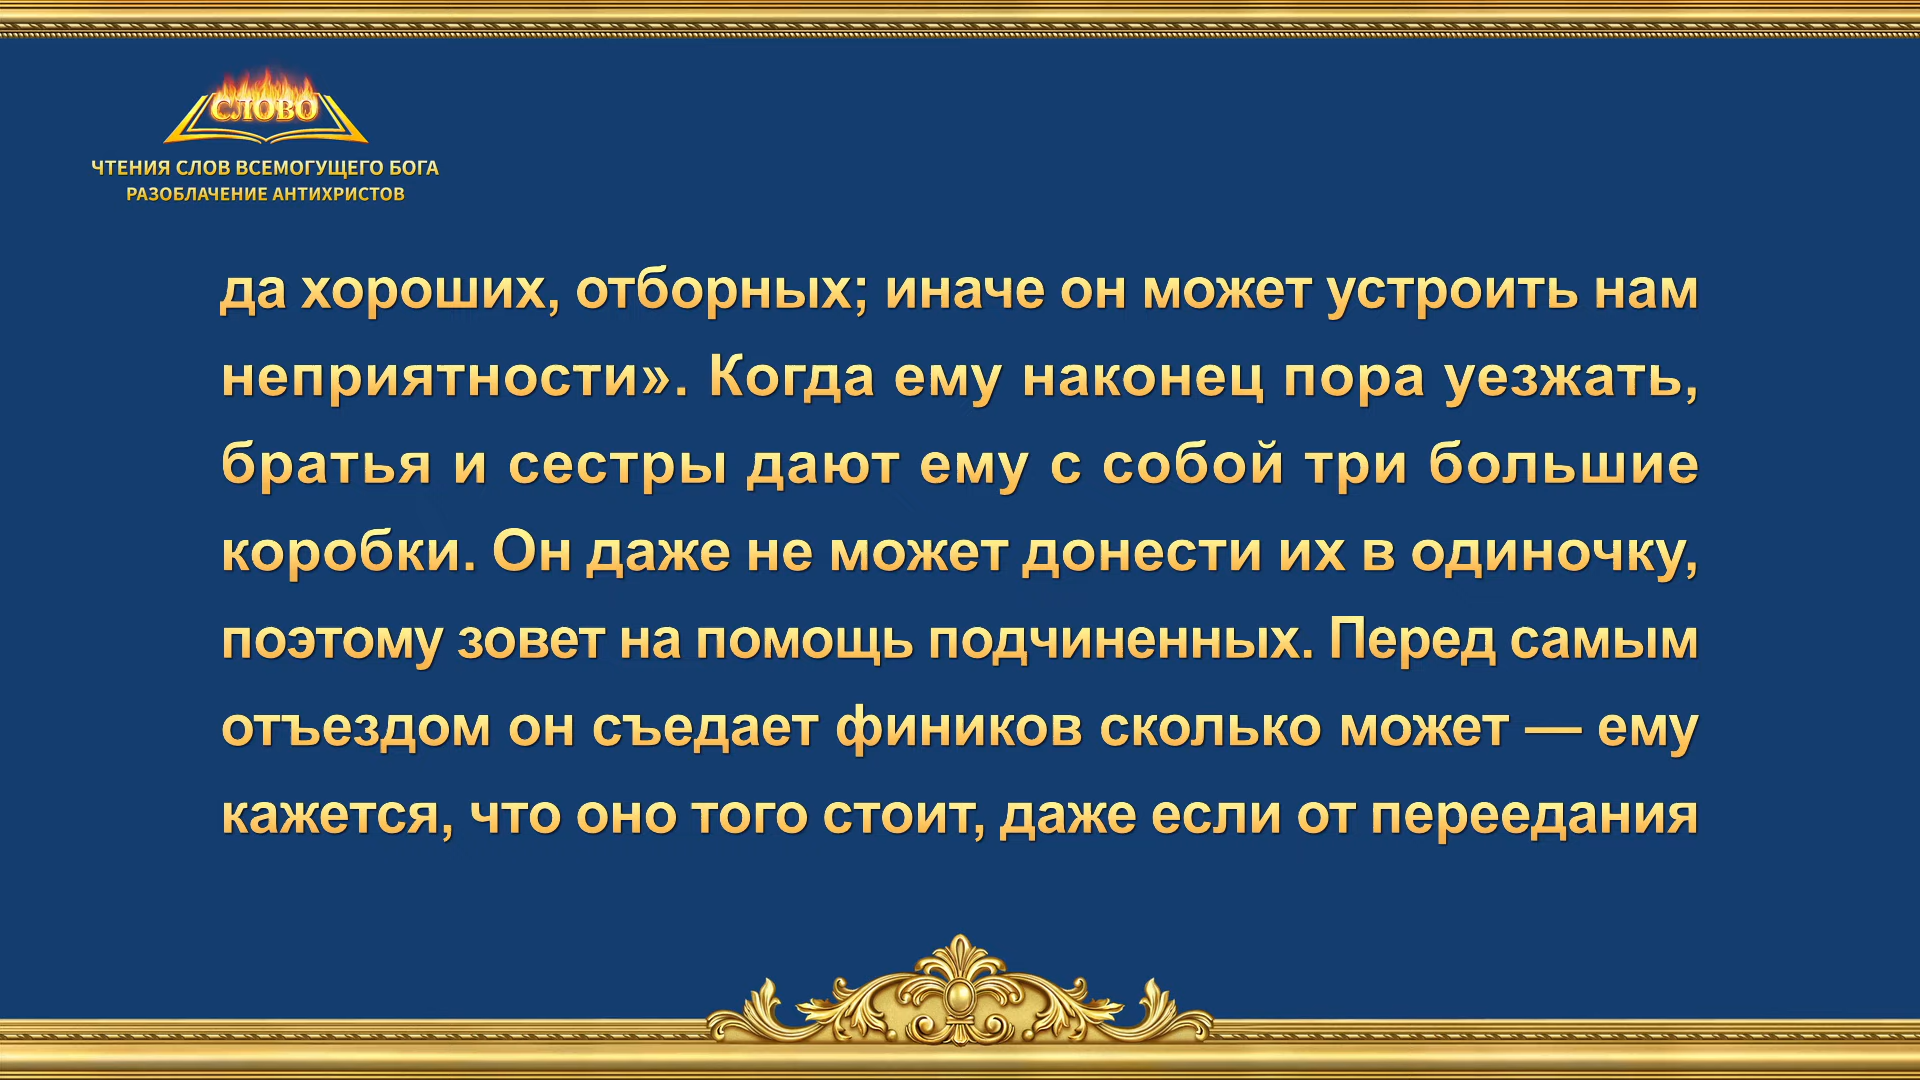 СЛОВО
ЧТЕНИЯ СЛОВ ВСЕМОГУЩЕГО БОГА
РАЗОБЛАЧЕНИЕ АНТИХРИСТОВ
да хороших, отборных; иначе он может устроить нам
неприятности». Когда ему наконец пора уезжать,
братья и сестры дают ему с собой три большие
коробки. Он даже не может донести их в одиночку,
поэтому зовет на помощь подчиненных. Перед самым
отъездом он съедает фиников сколько может — ему
кажется, что оно того стоит, даже если от переедания